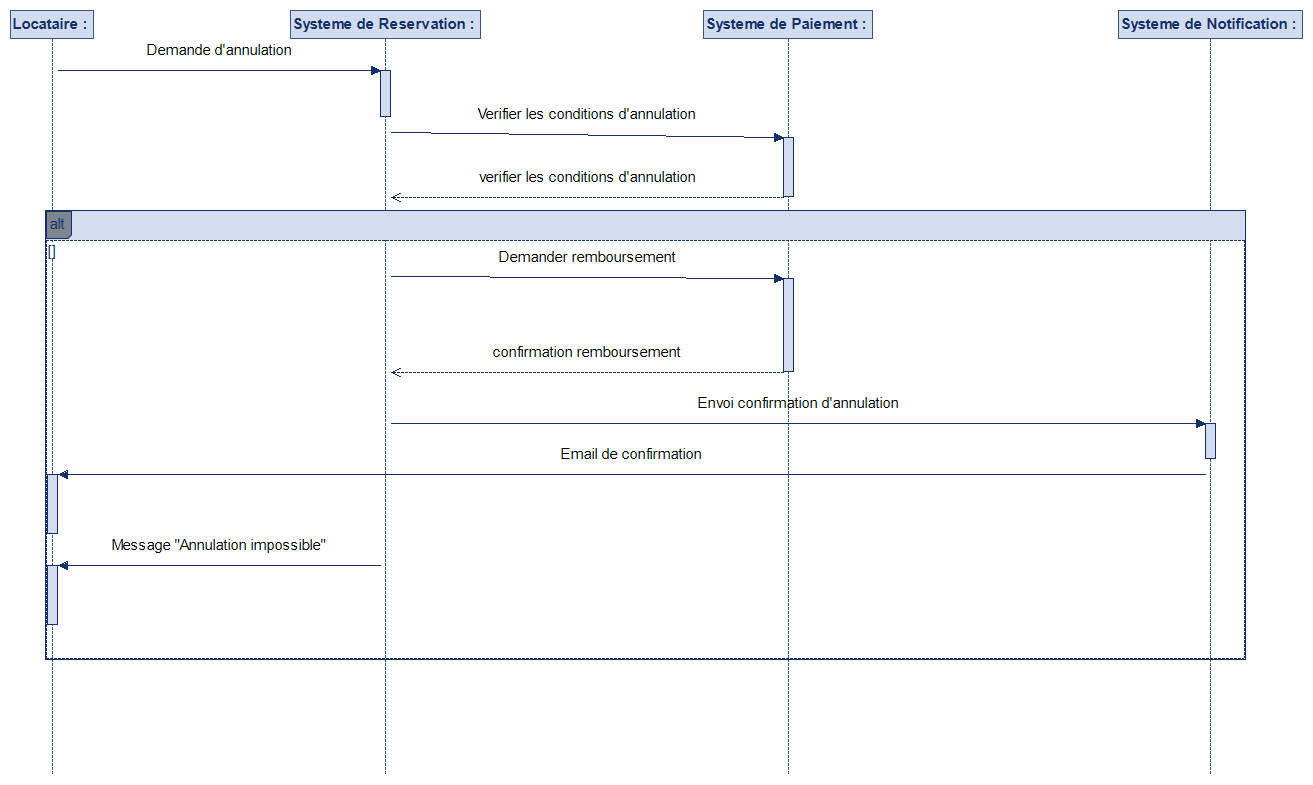 Locataire :
Systeme de Reservation :
Systeme de Paiement :
Systeme de Notification :
Demande d'annulation
Verifier les conditions d'annulation
verifier les conditions d'annulation
alt
[]
Demander remboursement
confirmation remboursement
Envoi confirmation d'annulation
Email de confirmation
Message "Annulation impossible"